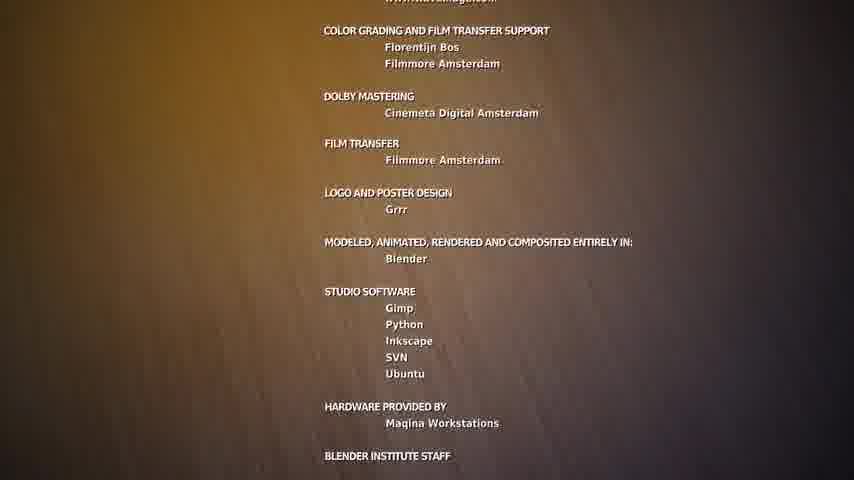 COLOR GRADING AND FILM TRANSFER SUPPORT
Florentijn Bos
Filmmore Amsterdam
DOLBY MASTERING
Cinemeta Digital Amsterdam
FILM TRANSFER
Filmmore Amsterdam
LOGO AND POSTER DESIGN
Grrr
MODELED, ANIMATED, RENDERED AND COMPOSITED ENTIRELY IN:
Blender
STUDIO SOFTWARE
Gimp
Python
Inkscape
SVN
Ubuntu
HARDWARE PROVIDED BY
Maqina Workstations
BLENDER INSTITUTE STAFF